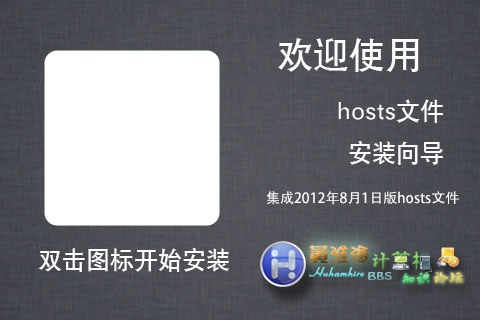 欢迎使用
hosts文件
安装向导
集成2012年8月1日版hosts文件
双击图标开始安装
H
Huhamhire
计算机
BBS
知识论坛